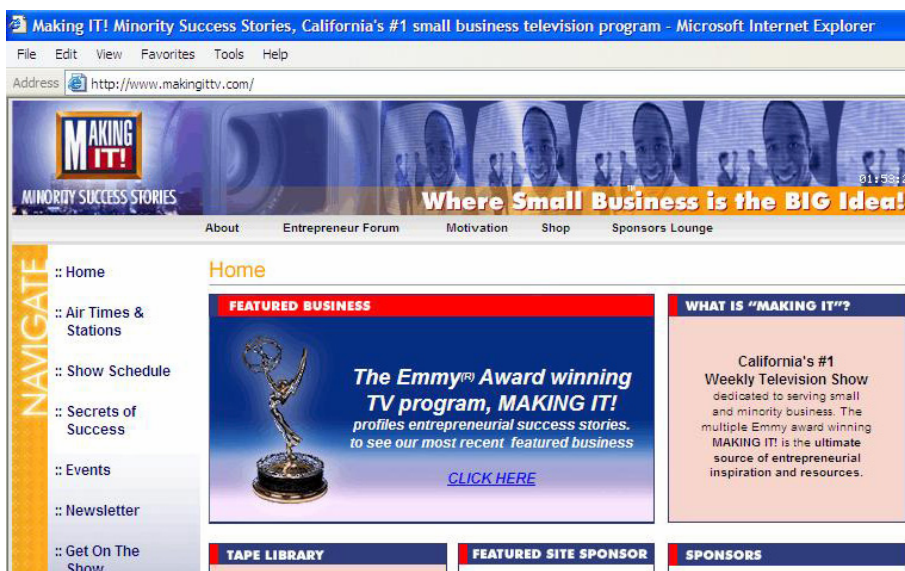 Making IT! Minority Success Stories, California's #1 small business television program - Microsoft Internet Explorer
File Edit View Favorites Tools Help
Address http://www.makingittv.com/
MAKING
IT!
MINORITY SUCCESS STORIES
01:53:2
TM
Where Small Business is the BIG Idea!
About Entrepreneur Forum Motivation Shop Sponsors Lounge
NAVIGATE
:: Home
:: Air Times &
Stations
:: Show Schedule
:: Secrets of
Success
:: Events
:: Newsletter
:: Get On The
Show
Home
FEATURED BUSINESS
The Emmy(R) Award winning
TV program, MAKING IT!
profiles entrepreneurial success stories.
to see our most recent featured business
CLICK HERE
WHAT IS "MAKING IT"?
California's #1
Weekly Television Show
dedicated to serving small
and minority business. The
multiple Emmy award winning
MAKING IT! is the ultimate
source of entrepreneurial
inspiration and resources.
TAPE LIBRARY
FEATURED SITE SPONSOR
SPONSORS